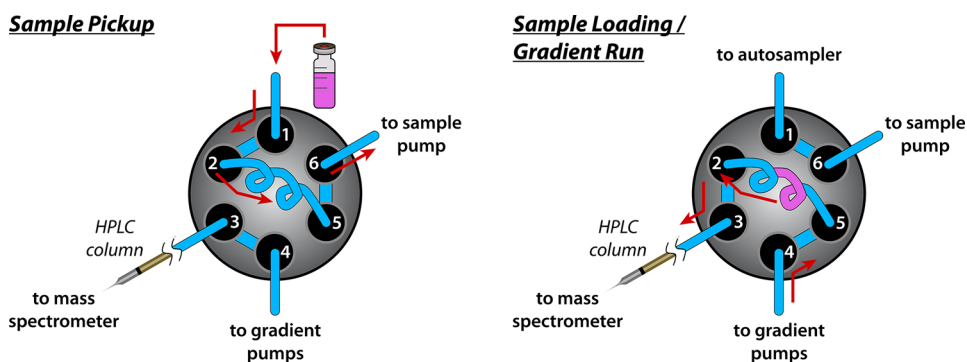 Sample Pickup
1
2
3
4
5
6
to sample
pump
HPLC
column
to mass
spectrometer
to gradient
pumps
Sample Loading /
Gradient Run
to autosampler
1
2
3
4
5
6
to sample
pump
HPLC
column
to mass
spectrometer
to gradient
pumps